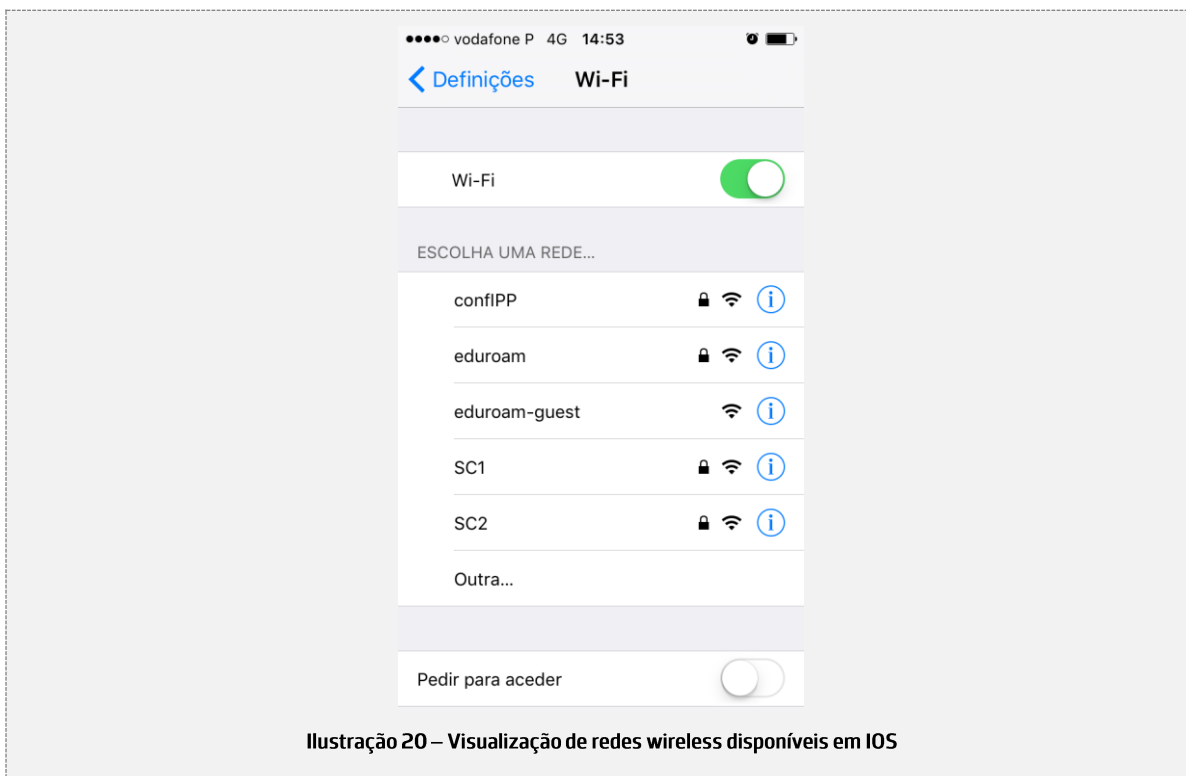 vodafone P 4G 14:53
Definições Wi-Fi
Wi-Fi
ESCOLHA UMA REDE...
confIPP
eduroam
eduroam-guest
SC1
SC2
Outra...
Pedir para aceder
Ilustração 20 – Visualização de redes wireless disponíveis em IOS